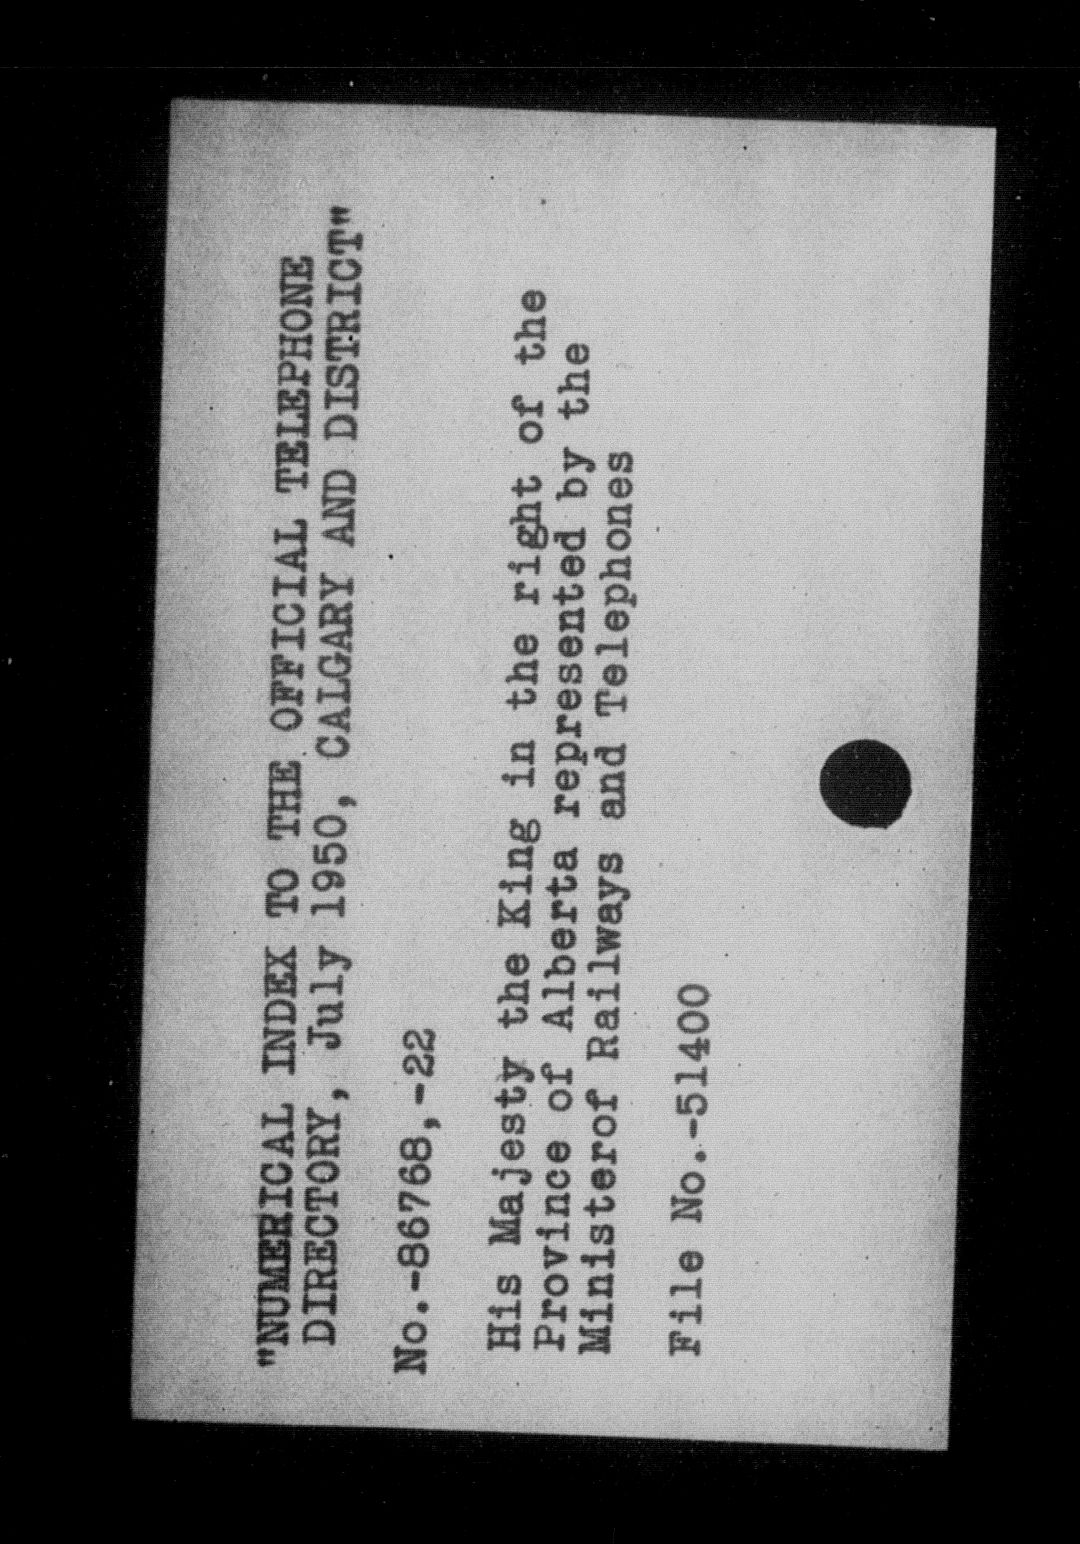 "NUMERICAL INDEX TO THE OFFICIAL TELEPHONE
DIRECTORY, July 1950, CALGARY AND DISTRICT"
No.-86768,-22
His Majesty the King in the right of the
Province of Alberta represented by the
Ministerof Railways and Telephones
File No.-51400